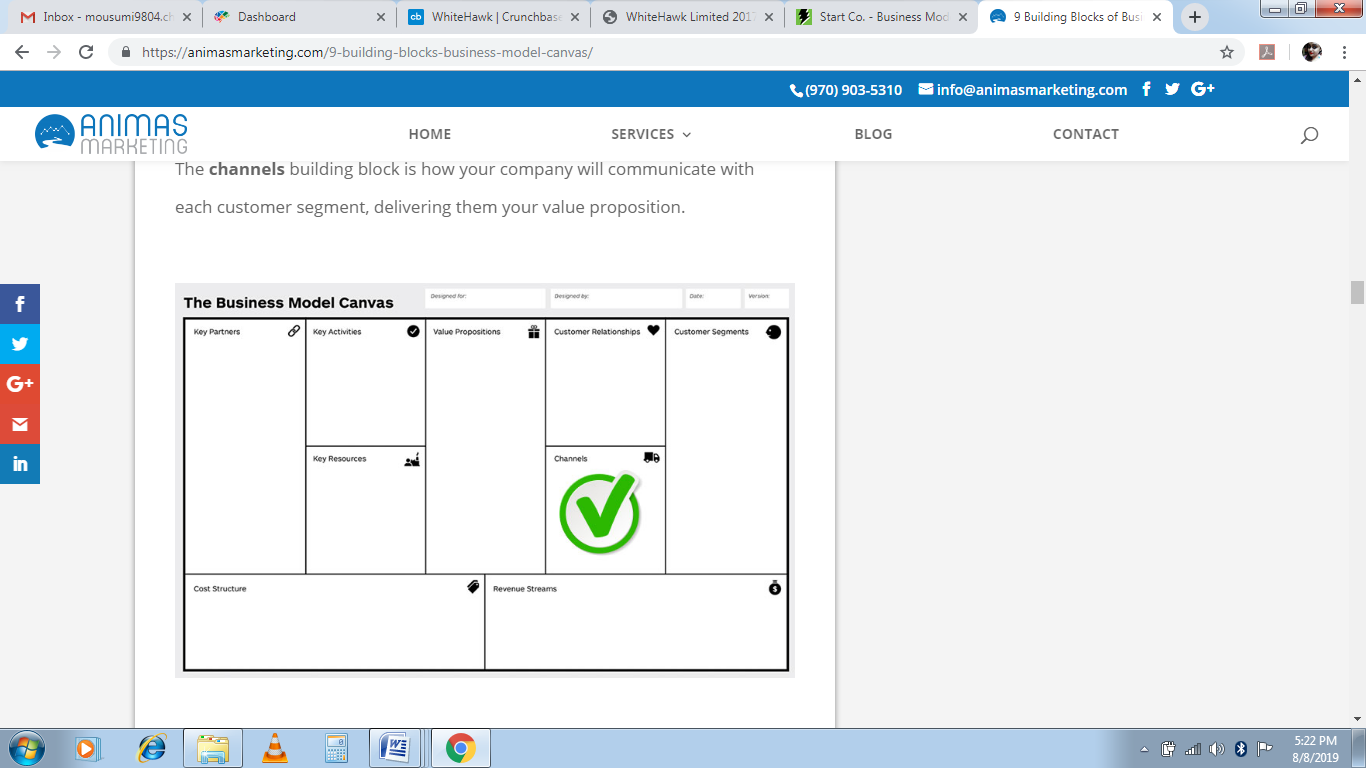 Inbox - mousumi9804.ch
Dashboard
cb WhiteHawk | Crunchbase
WhiteHawk Limited 2017
Start Co. - Business Mod
9 Building Blocks of Busi
https://animasmarketing.com/9-building-blocks-business-model-canvas/
(970) 903-5310 info@animasmarketing.com f G+
ANIMAS
MARKETING
HOME SERVICES BLOG CONTACT
The channels building block is how your company will communicate with
each customer segment, delivering them your value proposition.
f
G+
in
The Business Model Canvas
Designed for: Designed by: Date: Version:
Key Partners
Key Activities
Value Propositions
Customer Relationships
Customer Segments
Key Resources
Channels
Cost Structure
Revenue Streams
$
W
5:22 PM
8/8/2019